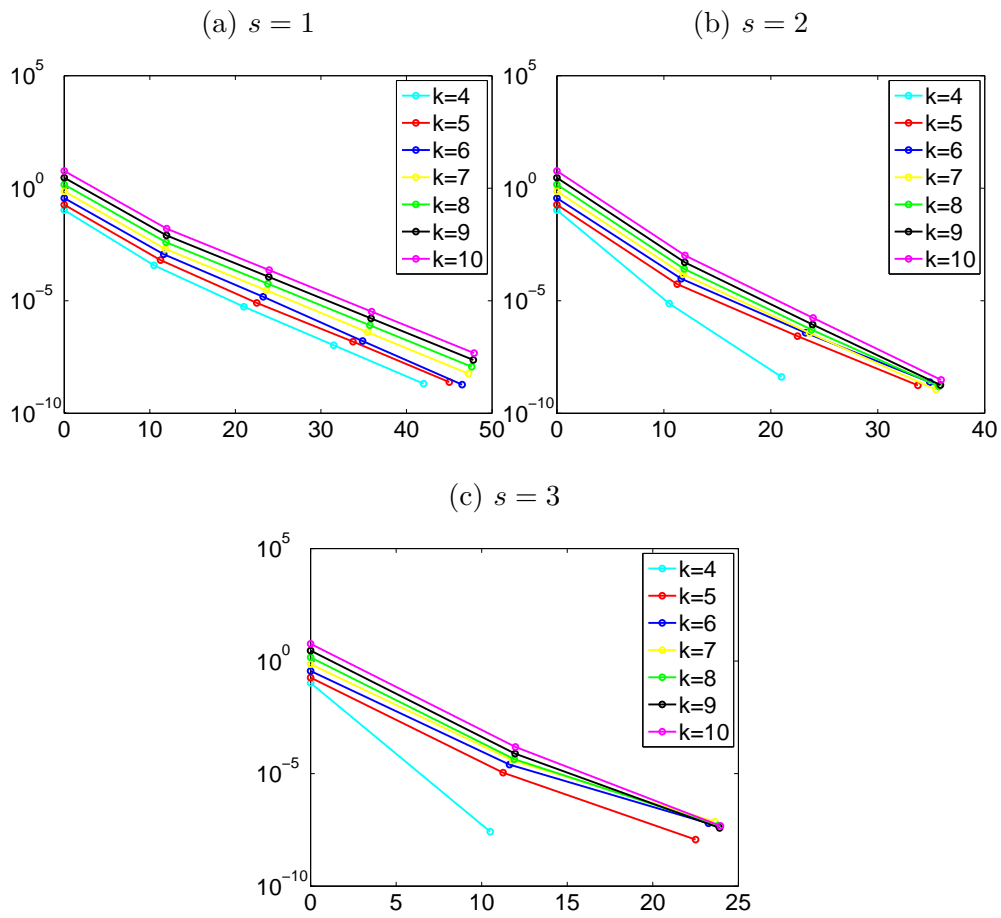 (a) s = 1
(b) s = 2
10^5
10^0
10^-5
10^-10
0 10 20 30 40 50
k=4
k=5
k=6
k=7
k=8
k=9
k=10
10^5
10^0
10^-5
10^-10
0 10 20 30 40
k=4
k=5
k=6
k=7
k=8
k=9
k=10
(c) s = 3
10^5
10^0
10^-5
10^-10
0 5 10 15 20 25
k=4
k=5
k=6
k=7
k=8
k=9
k=10